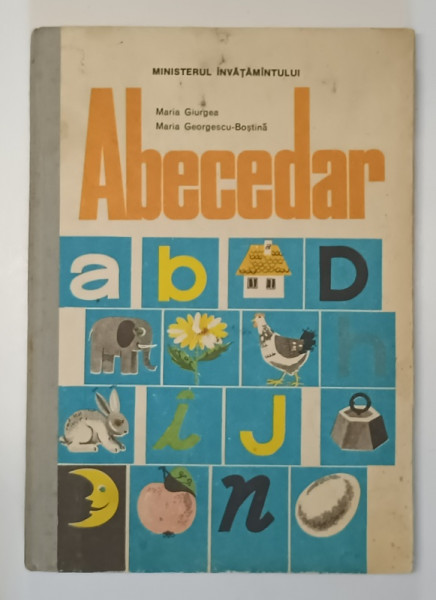 MINISTERUL ÎNVĂȚĂMÎNTULUI
Maria Giurgea
Maria Georgescu-Boștină
Abecedar
a b D
h
i J
n